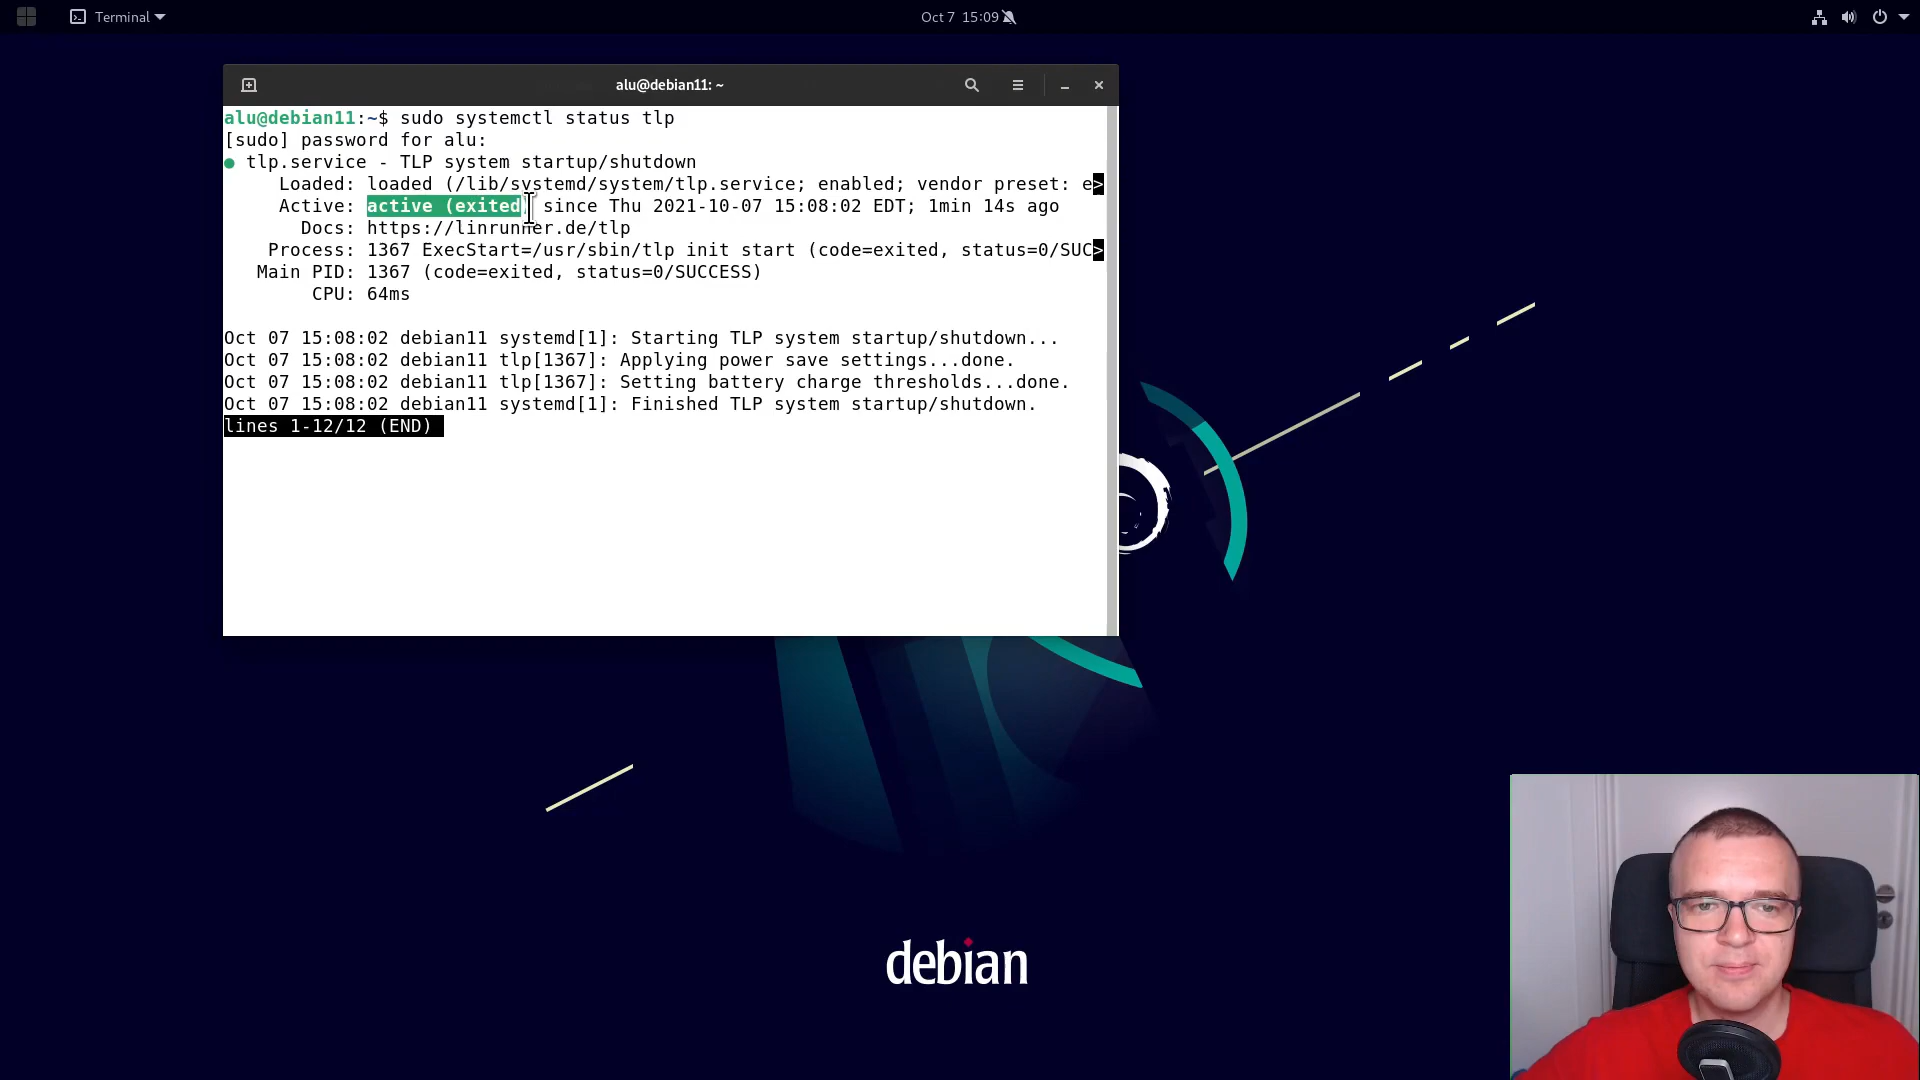 Terminal
Oct 7 15:09
alu@debian11: ~
alu@debian11:~$ sudo systemctl status tlp
[sudo] password for alu:
● tlp.service - TLP system startup/shutdown
Loaded: loaded (/lib/systemd/system/tlp.service; enabled; vendor preset: e>
Active: active (exited) since Thu 2021-10-07 15:08:02 EDT; 1min 14s ago
Docs: https://linrunner.de/tlp
Process: 1367 ExecStart=/usr/sbin/tlp init start (code=exited, status=0/SUC>
Main PID: 1367 (code=exited, status=0/SUCCESS)
CPU: 64ms
Oct 07 15:08:02 debian11 systemd[1]: Starting TLP system startup/shutdown...
Oct 07 15:08:02 debian11 tlp[1367]: Applying power save settings...done.
Oct 07 15:08:02 debian11 tlp[1367]: Setting battery charge thresholds...done.
Oct 07 15:08:02 debian11 systemd[1]: Finished TLP system startup/shutdown.
lines 1-12/12 (END)
debian